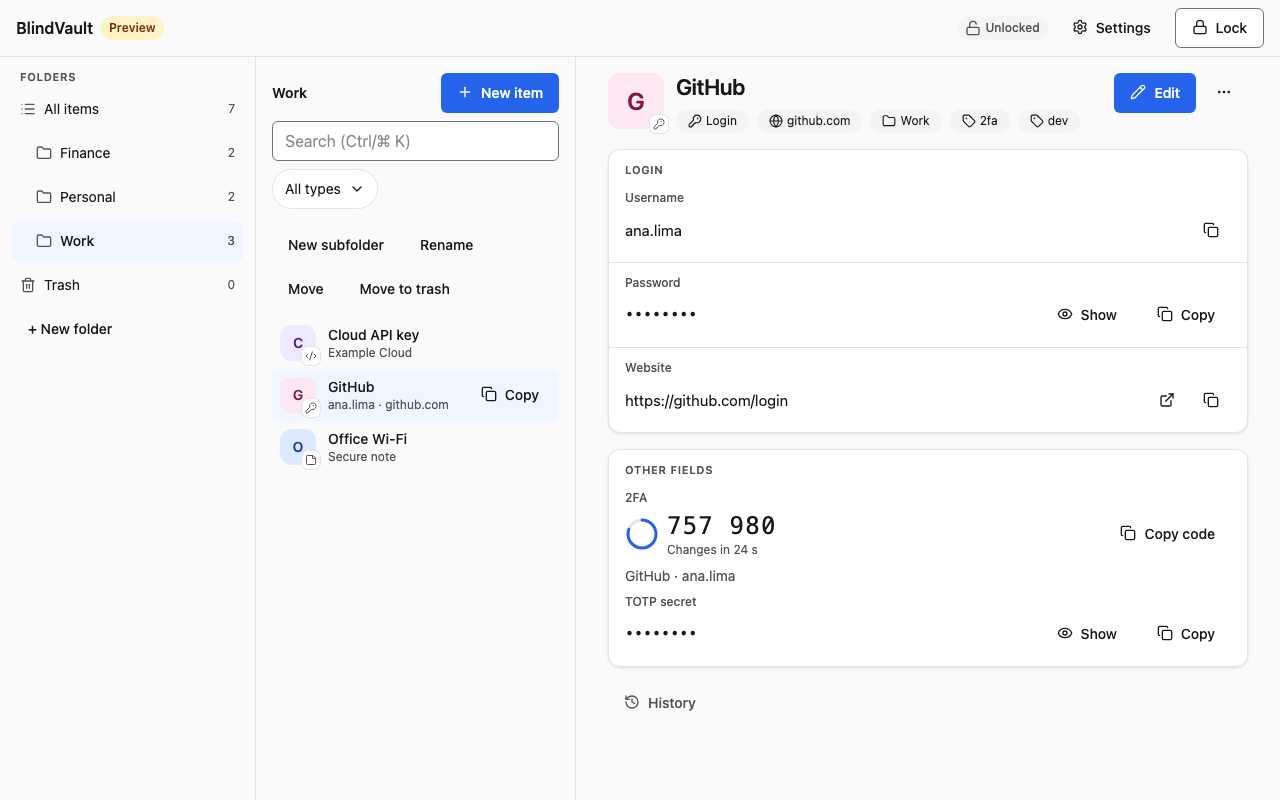 BlindVault Preview
Unlocked Settings Lock
FOLDERS
All items 7
Finance 2
Personal 2
Work 3
Trash 0
+ New folder
Work
New item
Search (Ctrl/⌘ K)
All types
New subfolder Rename
Move Move to trash
C Cloud API key
Example Cloud
G GitHub
ana.lima · github.com
Copy
O Office Wi-Fi
Secure note
G GitHub
Login github.com Work 2fa dev
Edit
LOGIN
Username
ana.lima
Password
•••••••• Show Copy
Website
https://github.com/login
OTHER FIELDS
2FA
757 980
Changes in 24 s
Copy code
GitHub · ana.lima
TOTP secret
•••••••• Show Copy
History